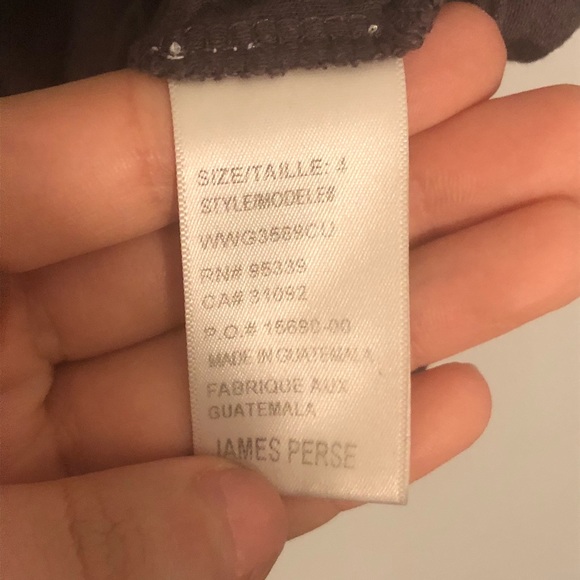 SIZE/TAILLE: 4
STYLE/MODELE#
WWG3569CU
RN# 95339
CA# 31092
P.O.# 15690-00
MADE IN GUATEMALA
FABRIQUE AUX
GUATEMALA
JAMES PERSE